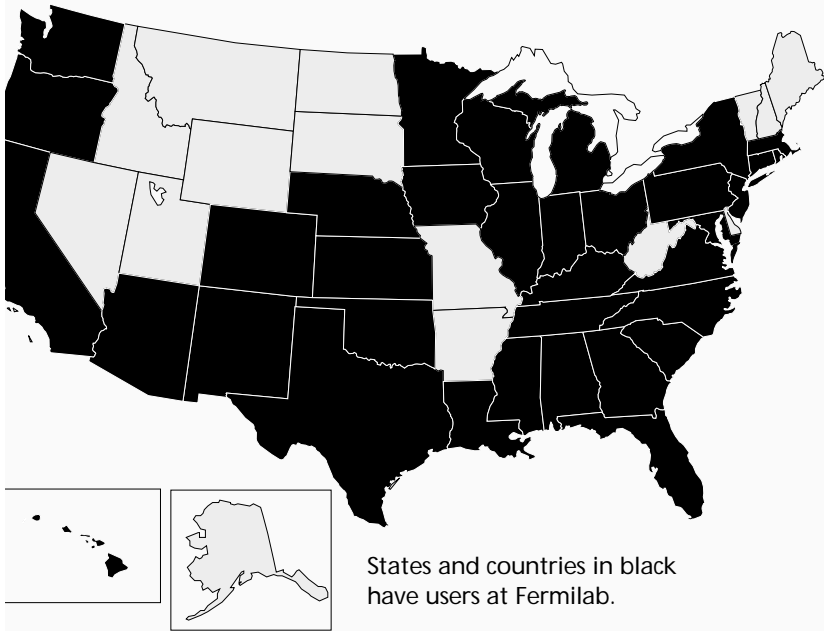 States and countries in black
have users at Fermilab.